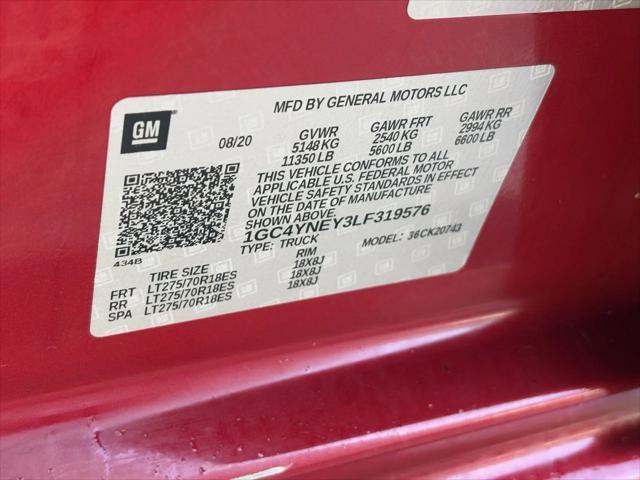 MFD BY GENERAL MOTORS LLC
GM
08/20 GVWR GAWR FRT GAWR RR
5148 KG 2540 KG 2994 KG
11350 LB 5600 LB 6600 LB
THIS VEHICLE CONFORMS TO ALL
APPLICABLE U.S. FEDERAL MOTOR
VEHICLE SAFETY STANDARDS IN EFFECT
ON THE DATE OF MANUFACTURE
SHOWN ABOVE.
1GC4YNEY3LF319576
TYPE: TRUCK MODEL: 36CK20743
434B
TIRE SIZE RIM
FRT LT275/70R18ES 18X8J
RR LT275/70R18ES 18X8J
SPA LT275/70R18ES 18X8J